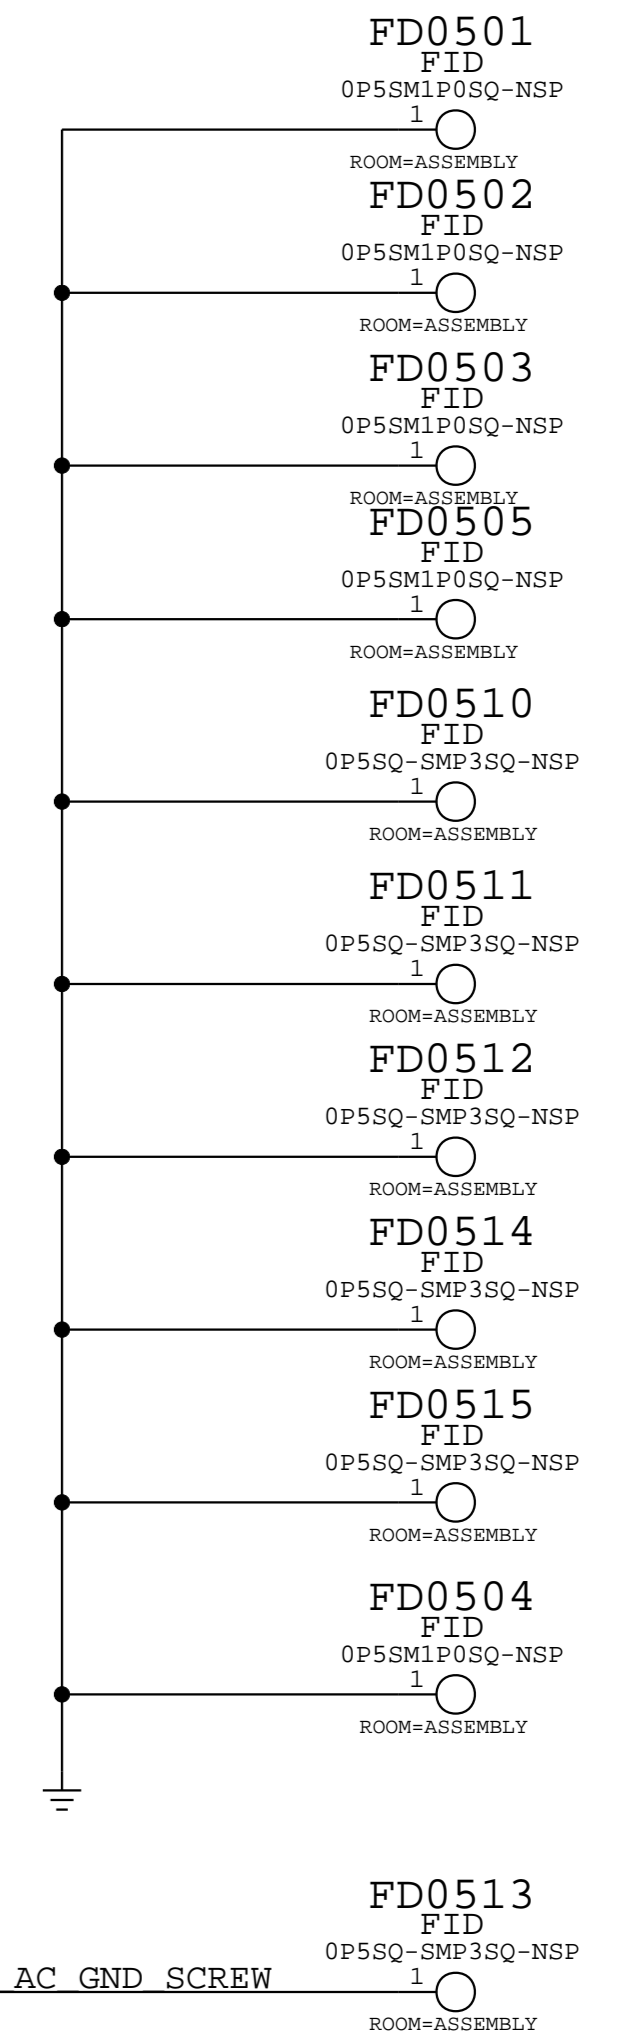 FD0501
FID
0P5SM1P0SQ-NSP
1
ROOM=ASSEMBLY
FD0502
FID
0P5SM1P0SQ-NSP
1
ROOM=ASSEMBLY
FD0503
FID
0P5SM1P0SQ-NSP
1
ROOM=ASSEMBLY
FD0505
FID
0P5SM1P0SQ-NSP
1
ROOM=ASSEMBLY
FD0510
FID
0P5SQ-SMP3SQ-NSP
1
ROOM=ASSEMBLY
FD0511
FID
0P5SQ-SMP3SQ-NSP
1
ROOM=ASSEMBLY
FD0512
FID
0P5SQ-SMP3SQ-NSP
1
ROOM=ASSEMBLY
FD0514
FID
0P5SQ-SMP3SQ-NSP
1
ROOM=ASSEMBLY
FD0515
FID
0P5SQ-SMP3SQ-NSP
1
ROOM=ASSEMBLY
FD0504
FID
0P5SM1P0SQ-NSP
1
ROOM=ASSEMBLY
FD0513
FID
0P5SQ-SMP3SQ-NSP
_AC_GND_SCREW 1
ROOM=ASSEMBLY